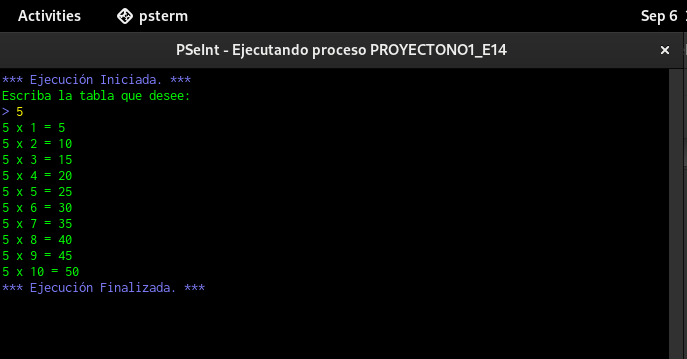 Activities psterm Sep 6
PSeInt - Ejecutando proceso PROYECTONO1_E14 ×
*** Ejecución Iniciada. ***
Escriba la tabla que desee:
> 5
5 x 1 = 5
5 x 2 = 10
5 x 3 = 15
5 x 4 = 20
5 x 5 = 25
5 x 6 = 30
5 x 7 = 35
5 x 8 = 40
5 x 9 = 45
5 x 10 = 50
*** Ejecución Finalizada. ***